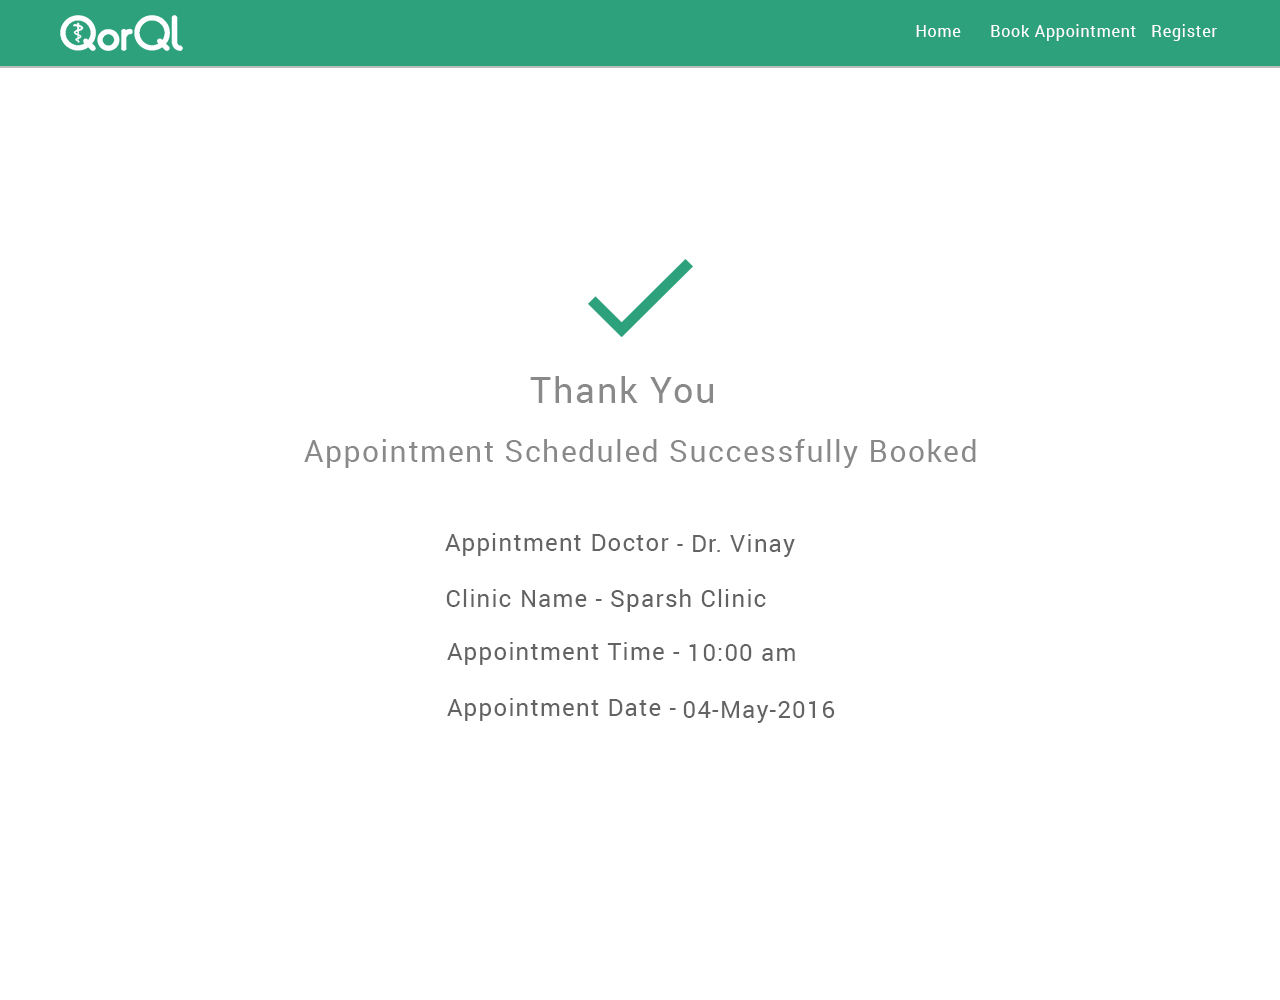 QorQl
Home Book Appointment Register
Thank You
Appointment Scheduled Successfully Booked
Appintment Doctor - Dr. Vinay
Clinic Name - Sparsh Clinic
Appointment Time - 10:00 am
Appointment Date - 04-May-2016